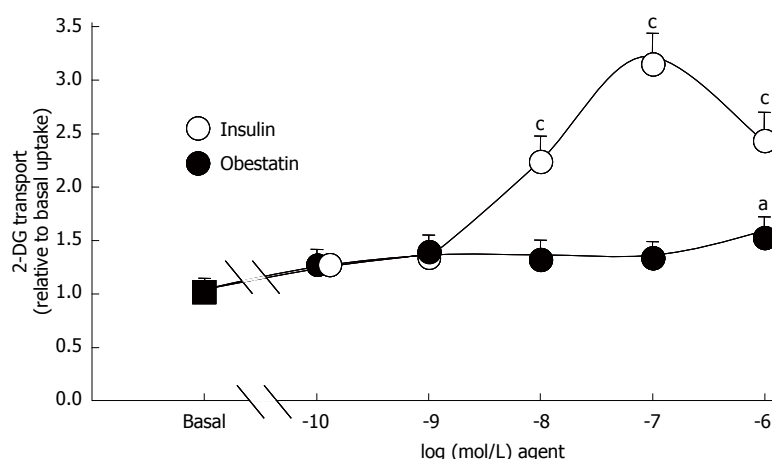 3.5
3.0
2.5
2.0
1.5
1.0
0.5
0.0
2-DG transport
(relative to basal uptake)
Insulin
Obestatin
c
c
c
a
Basal
-10
-9
-8
-7
-6
log (mol/L) agent